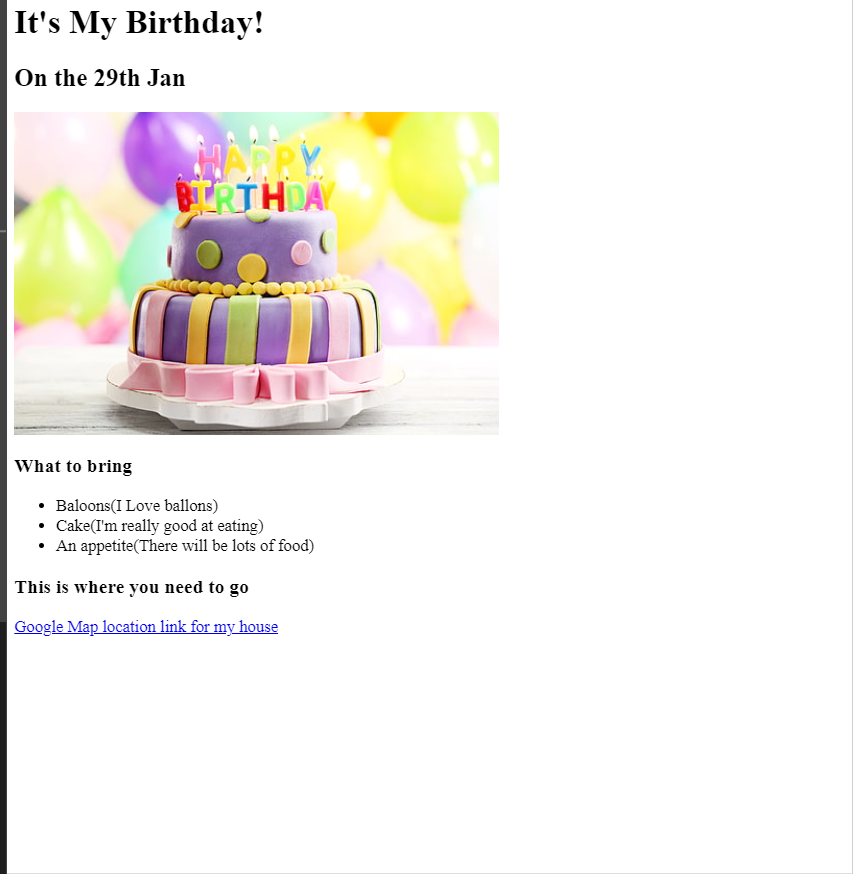 It's My Birthday!
On the 29th Jan
HAPPY
BIRTHDAY
What to bring
Baloons(I Love ballons)
Cake(I'm really good at eating)
An appetite(There will be lots of food)
This is where you need to go
Google Map location link for my house